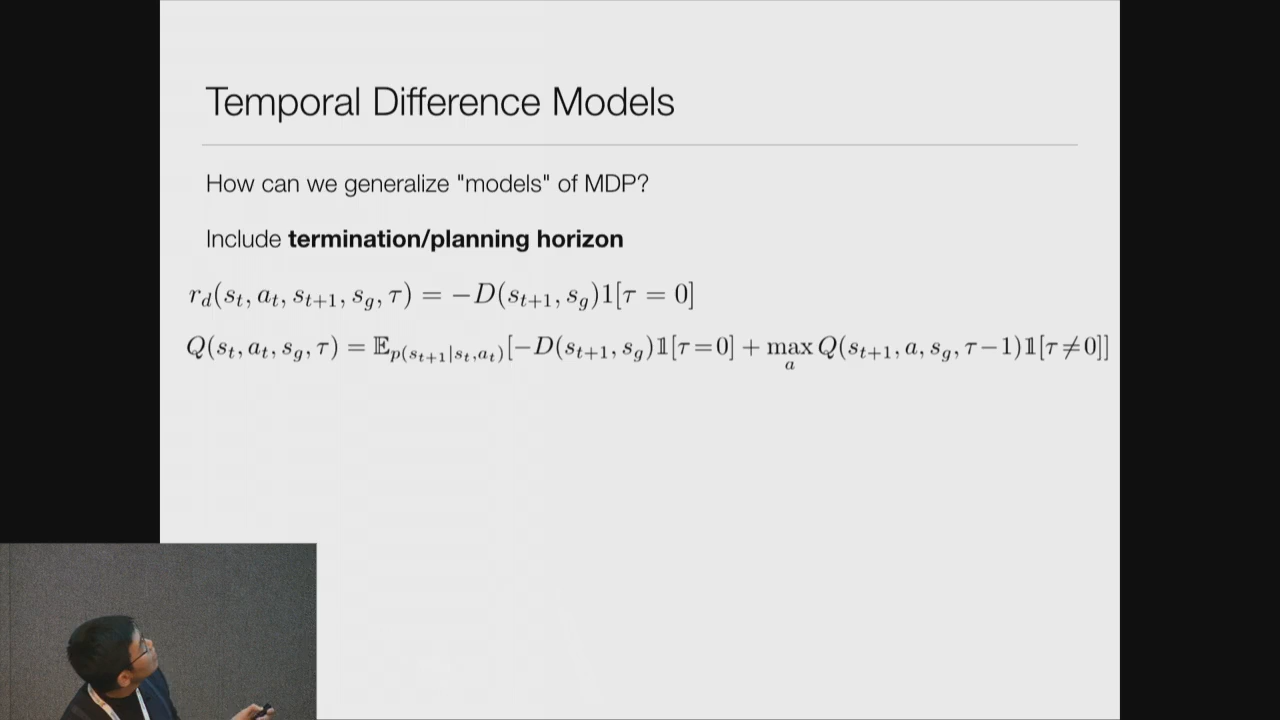 Temporal Difference Models
How can we generalize "models" of MDP?
Include termination/planning horizon
r_d(s_t, a_t, s_{t+1}, s_g, τ) = −D(s_{t+1}, s_g)1[τ = 0]
Q(s_t, a_t, s_g, τ) = 𝔼_{p(s_{t+1}|s_t,a_t)}[−D(s_{t+1}, s_g)𝟙[τ=0] + max_a Q(s_{t+1}, a, s_g, τ−1)𝟙[τ≠0]]